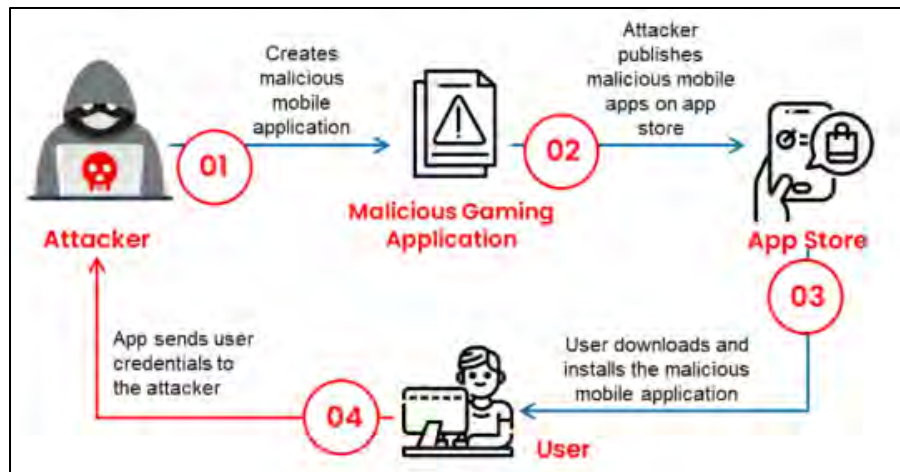 Creates
malicious
mobile
application
Attacker
publishes
malicious mobile
apps on app
store
01
02
Attacker
Malicious Gaming
Application
App Store
03
App sends user
credentials to
the attacker
User downloads and
installs the malicious
mobile application
04
User